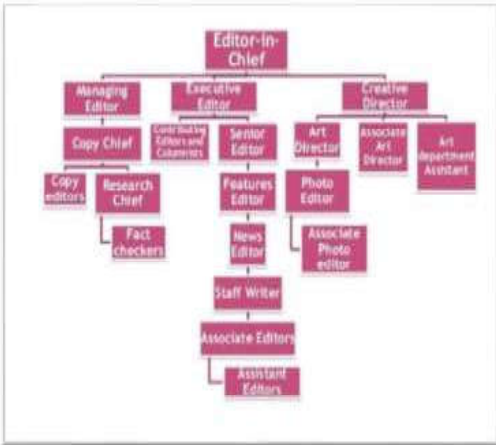 Editor-in-
Chief
Managing
Editor
Executive
Editor
Creative
Director
Copy Chief
Contributing
Editors and
Columnists
Senior
Editor
Art
Director
Associate
Art
Director
Art
department
Assistant
Copy
editors
Research
Chief
Features
Editor
Photo
Editor
Fact
checkers
News
Editor
Associate
Photo
editor
Staff Writer
Associate Editors
Assistant
Editors